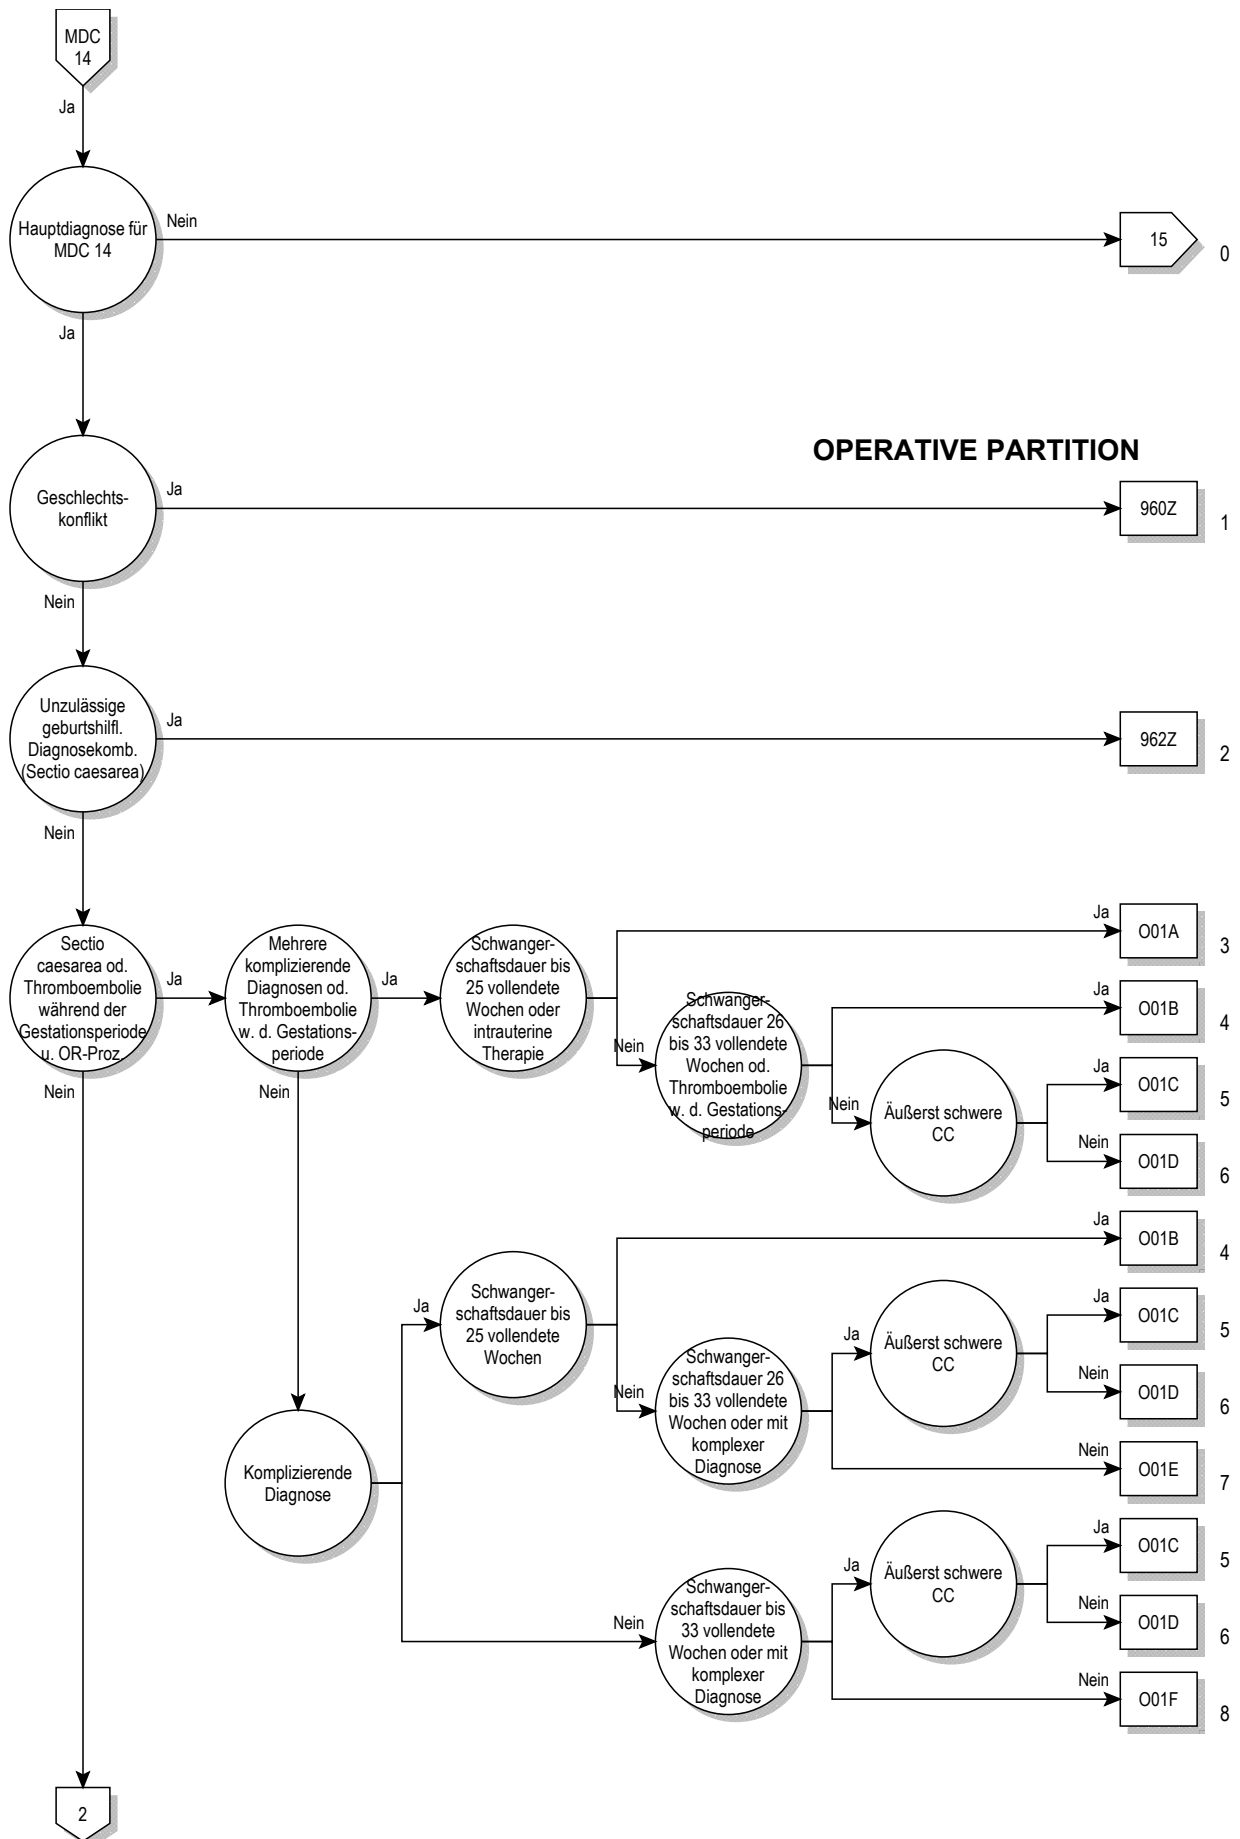 MDC
14
Ja
Hauptdiagnose für
MDC 14
Nein
15
0
Ja
OPERATIVE PARTITION
Geschlechts-
konflikt
Ja
960Z
1
Nein
Unzulässige
geburtshilfl.
Diagnosekomb.
(Sectio caesarea)
Ja
962Z
2
Nein
Sectio
caesarea od.
Thromboembolie
während der
Gestationsperiode
u. OR-Proz.
Ja
Nein
Mehrere
komplizierende
Diagnosen od.
Thromboembolie
w. d. Gestations-
periode
Ja
Nein
Schwanger-
schaftsdauer bis
25 vollendete
Wochen oder
intrauterine
Therapie
Ja
O01A
3
Nein
Schwanger-
schaftsdauer 26
bis 33 vollendete
Wochen od.
Thromboembolie
w. d. Gestations-
periode
Ja
O01B
4
Nein
Äußerst schwere
CC
Ja
O01C
5
Nein
O01D
6
Komplizierende
Diagnose
Ja
Schwanger-
schaftsdauer bis
25 vollendete
Wochen
Ja
O01B
4
Nein
Schwanger-
schaftsdauer 26
bis 33 vollendete
Wochen oder mit
komplexer
Diagnose
Ja
Äußerst schwere
CC
Ja
O01C
5
Nein
O01D
6
Nein
O01E
7
Nein
Schwanger-
schaftsdauer bis
33 vollendete
Wochen oder mit
komplexer
Diagnose
Ja
Äußerst schwere
CC
Ja
O01C
5
Nein
O01D
6
Nein
O01F
8
2